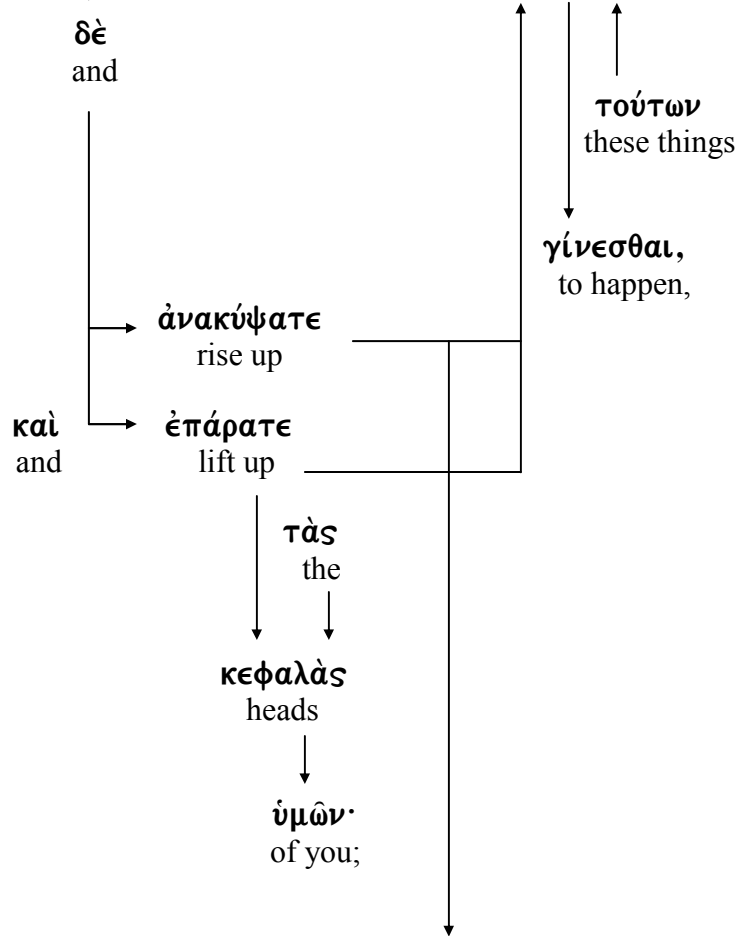 δὲ
and
τούτων
these things
γίνεσθαι,
to happen,
ἀνακύψατε
rise up
καὶ
and
ἐπάρατε
lift up
τὰς
the
κεφαλὰς
heads
ὑμῶν·
of you;